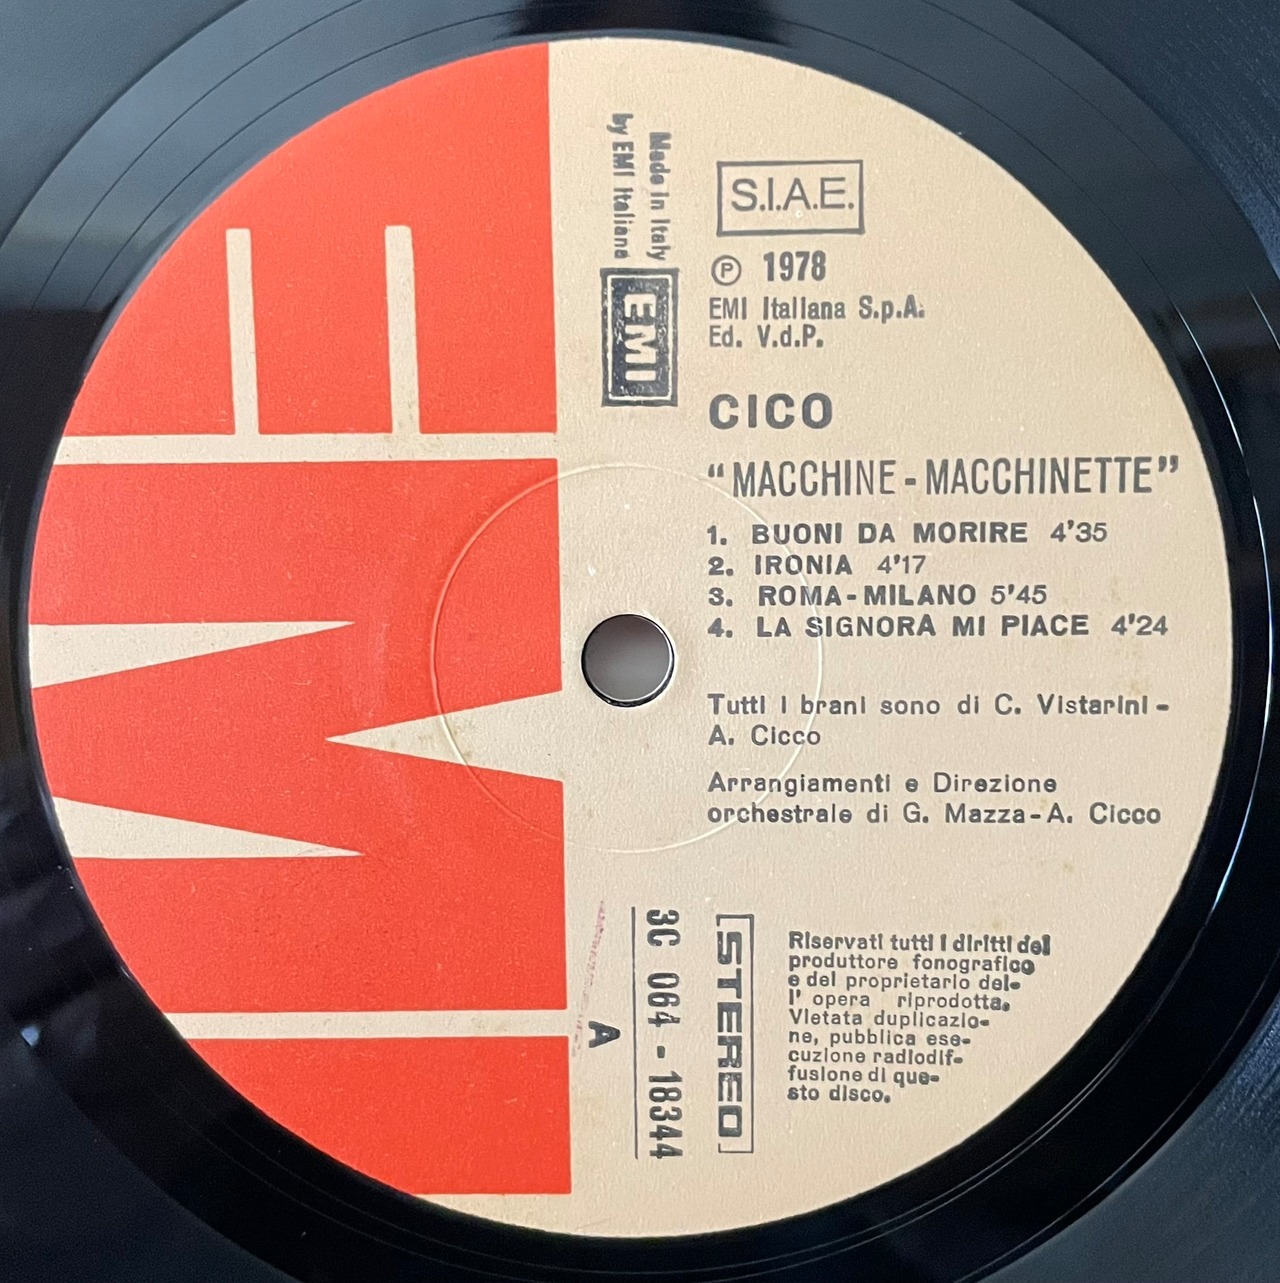 EMI
Made in Italy
by EMI Italiana
EMI
S.I.A.E.
Ⓟ 1978
EMI Italiana S.p.A.
Ed. V.d.P.
CICO
“MACCHINE - MACCHINETTE”
1. BUONI DA MORIRE 4'35
2. IRONIA 4'17
3. ROMA - MILANO 5'45
4. LA SIGNORA MI PIACE 4'24
Tutti i brani sono di C. Vistarini -
A. Cicco
Arrangiamenti e Direzione
orchestrale di G. Mazza - A. Cicco
3C 064 - 18344
A
STEREO
Riservati tutti i diritti del
produttore fonografico
e del proprietario del-
l' opera riprodotta.
Vietata duplicazio-
ne, pubblica ese-
cuzione radiodif-
fusione di que-
sto disco.